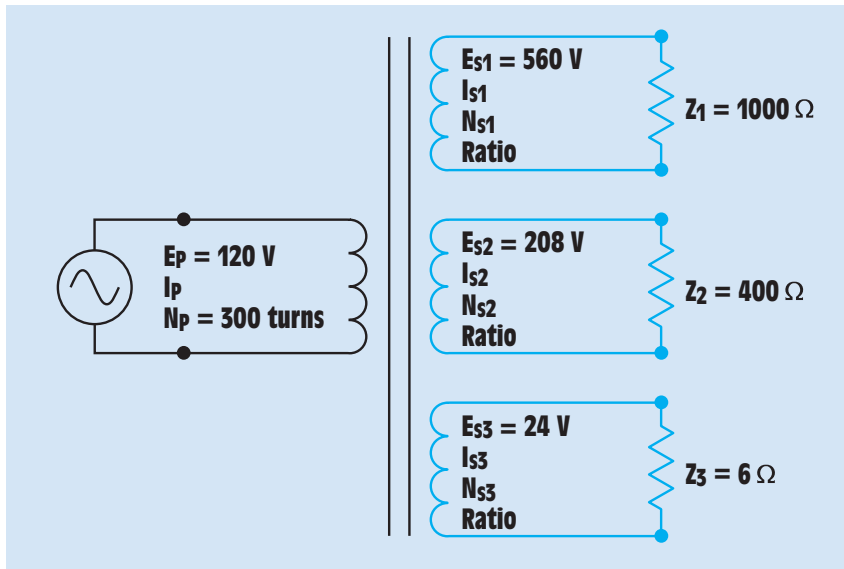 Es1 = 560 V
Is1
Ns1
Ratio
Z1 = 1000 Ω
EP = 120 V
IP
NP = 300 turns
Es2 = 208 V
Is2
Ns2
Ratio
Z2 = 400 Ω
Es3 = 24 V
Is3
Ns3
Ratio
Z3 = 6 Ω